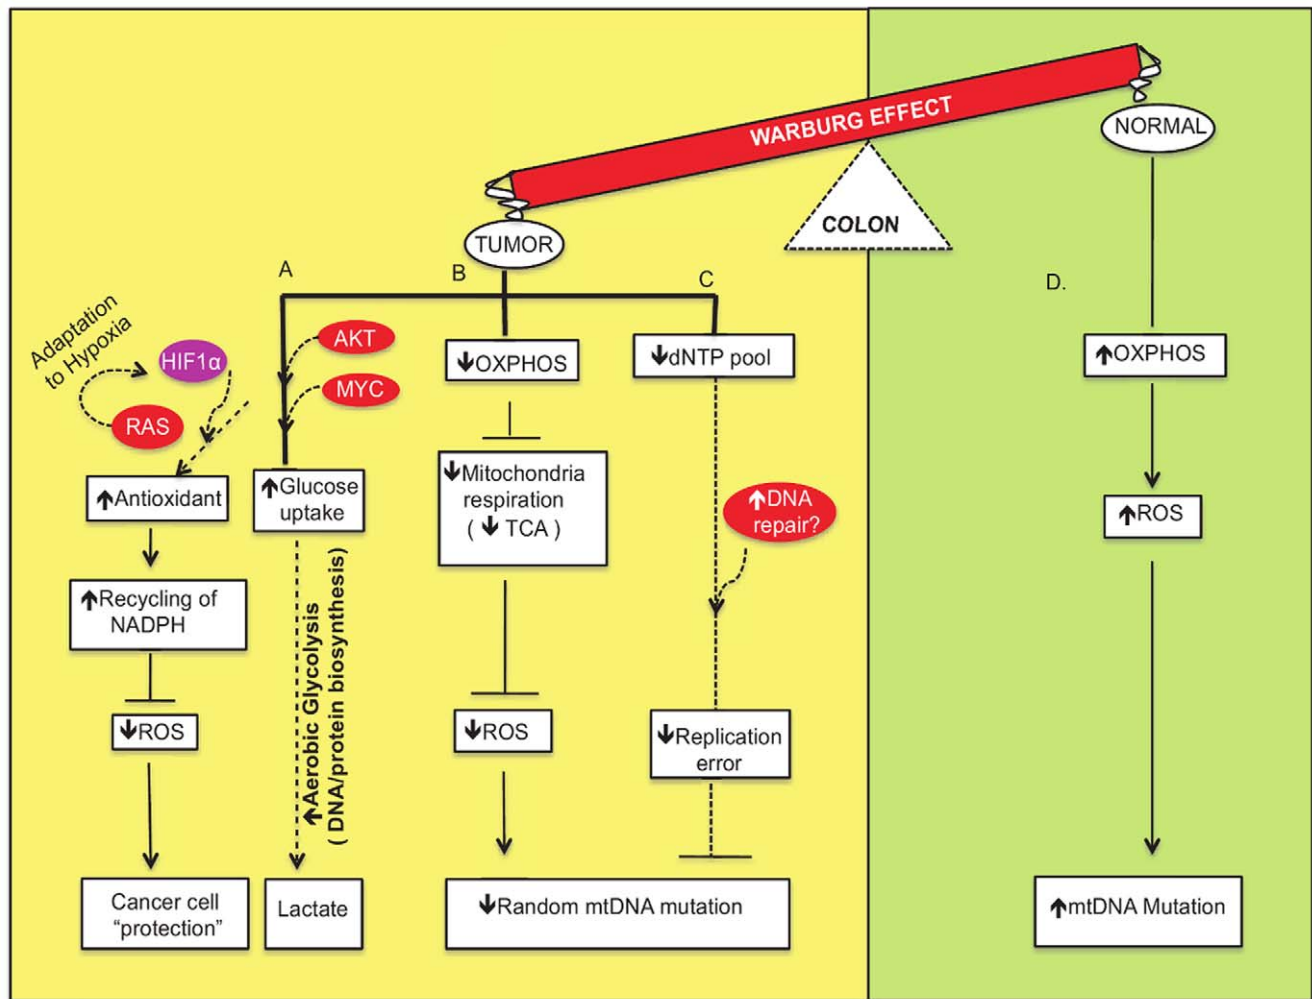 WARBURG EFFECT
NORMAL
COLON
TUMOR
A
B
C
D.
Adaptation
to Hypoxia
HIF1α
RAS
AKT
MYC
↓OXPHOS
↓dNTP pool
↑OXPHOS
↑Antioxidant
↑Glucose
uptake
↓Mitochondria
respiration
( ↓ TCA )
↑DNA
repair?
↑ROS
↑Recycling of
NADPH
↑Aerobic Glycolysis
( DNA/protein biosynthesis)
↓ROS
↓ROS
↓Replication
error
Cancer cell
“protection”
Lactate
↓Random mtDNA mutation
↑mtDNA Mutation